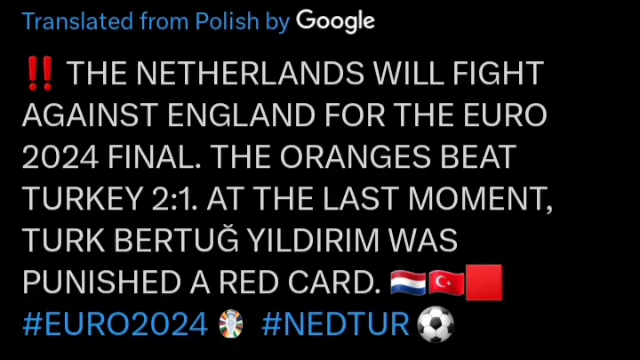 Translated from Polish by Google
‼️ THE NETHERLANDS WILL FIGHT
AGAINST ENGLAND FOR THE EURO
2024 FINAL. THE ORANGES BEAT
TURKEY 2:1. AT THE LAST MOMENT,
TURK BERTUĞ YILDIRIM WAS
PUNISHED A RED CARD. 🇳🇱🇹🇷🟥
#EURO2024 #NEDTUR⚽